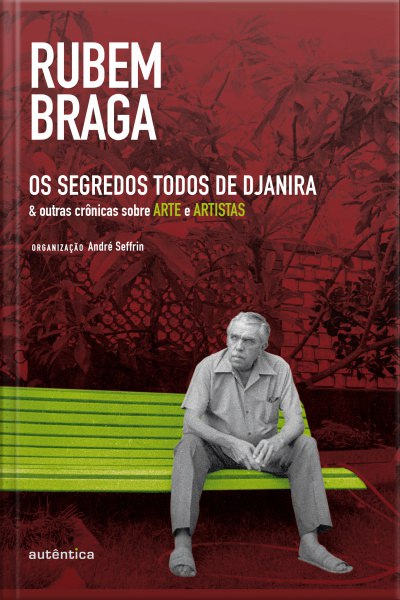 RUBEM
BRAGA
OS SEGREDOS TODOS DE DJANIRA
& outras crônicas sobre ARTE e ARTISTAS
ORGANIZAÇÃO André Seffrin
autêntica